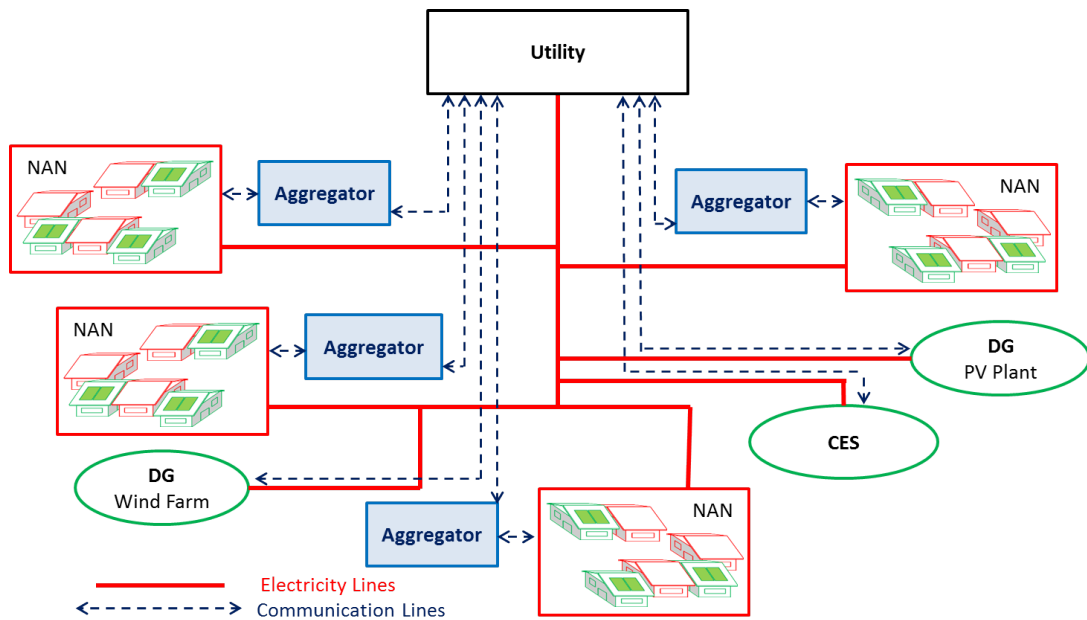 Utility
NAN
Aggregator
Aggregator
NAN
NAN
Aggregator
DG
PV Plant
CES
DG
Wind Farm
Aggregator
NAN
Electricity Lines
Communication Lines